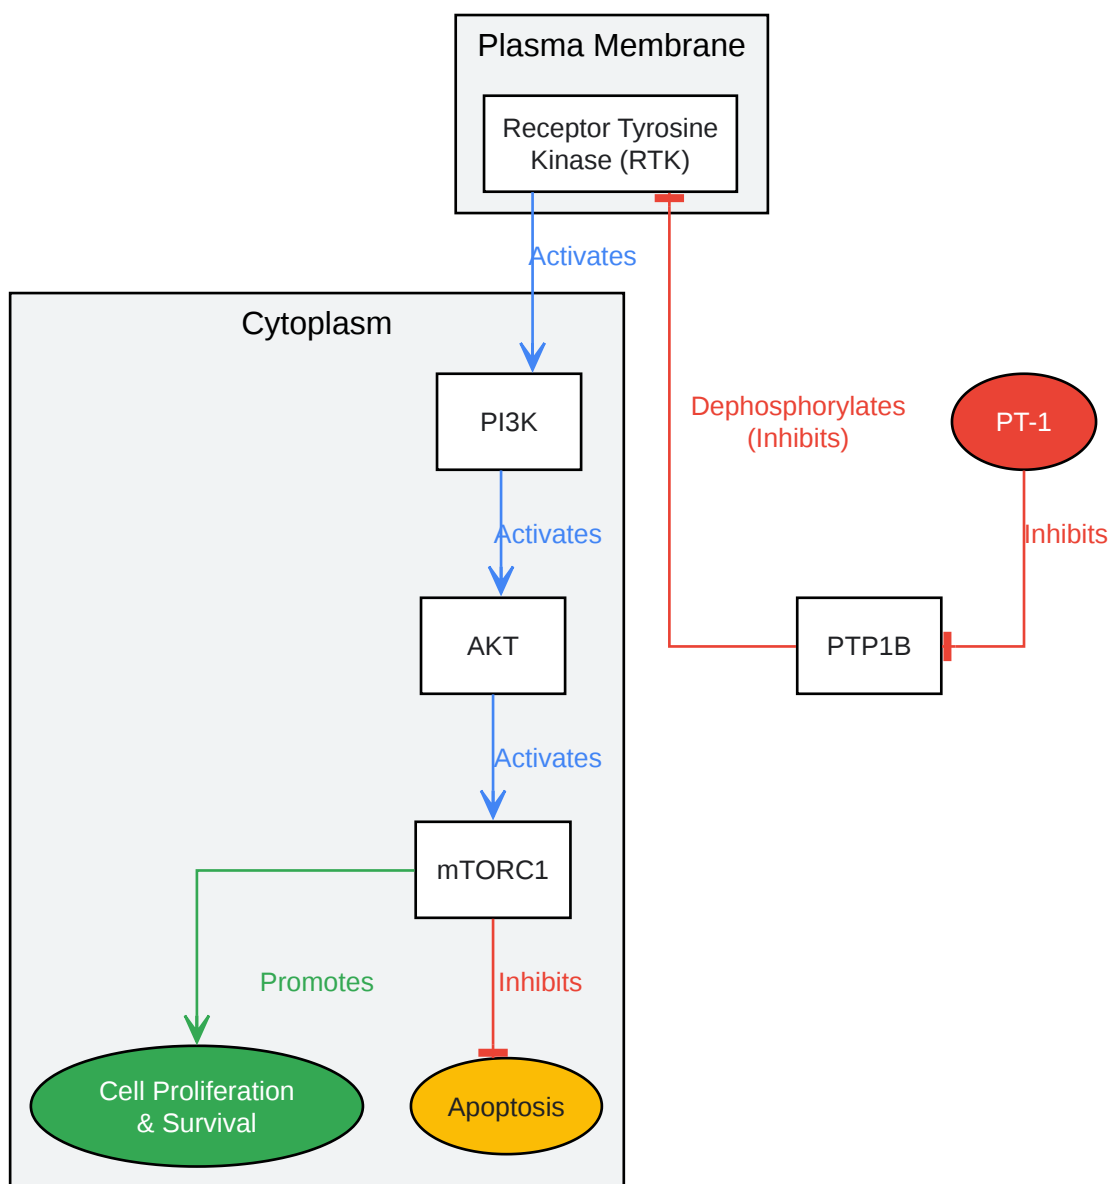 Plasma Membrane
Receptor Tyrosine
Kinase (RTK)
Activates
Cytoplasm
PI3K
Dephosphorylates
(Inhibits)
PT-1
Activates
Inhibits
AKT
PTP1B
Activates
mTORC1
Promotes
Inhibits
Cell Proliferation
& Survival
Apoptosis